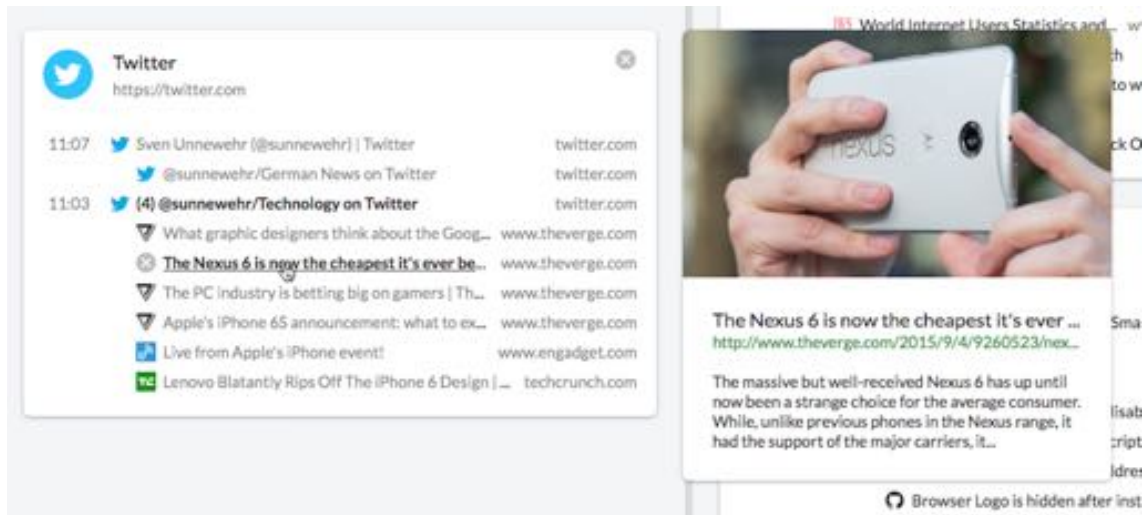 Twitter
https://twitter.com
11:07 Sven Unnewehr (@sunnewehr) | Twitter twitter.com
@sunnewehr/German News on Twitter twitter.com
11:03 (4) @sunnewehr/Technology on Twitter twitter.com
What graphic designers think about the Goog... www.theverge.com
The Nexus 6 is now the cheapest it's ever be... www.theverge.com
The PC industry is betting big on gamers | Th... www.theverge.com
Apple's iPhone 6S announcement: what to ex... www.theverge.com
Live from Apple's iPhone event! www.engadget.com
Lenovo Blatantly Rips Off The iPhone 6 Design | ... techcrunch.com
World Internet Users Statistics and... w
to w
ck O
nexus
The Nexus 6 is now the cheapest it's ever ...
http://www.theverge.com/2015/9/4/9260523/nex...
The massive but well-received Nexus 6 has up until
now been a strange choice for the average consumer.
While, unlike previous phones in the Nexus range, it
had the support of the major carriers, it...
Sma
disab
cript
ddres
Browser Logo is hidden after inst